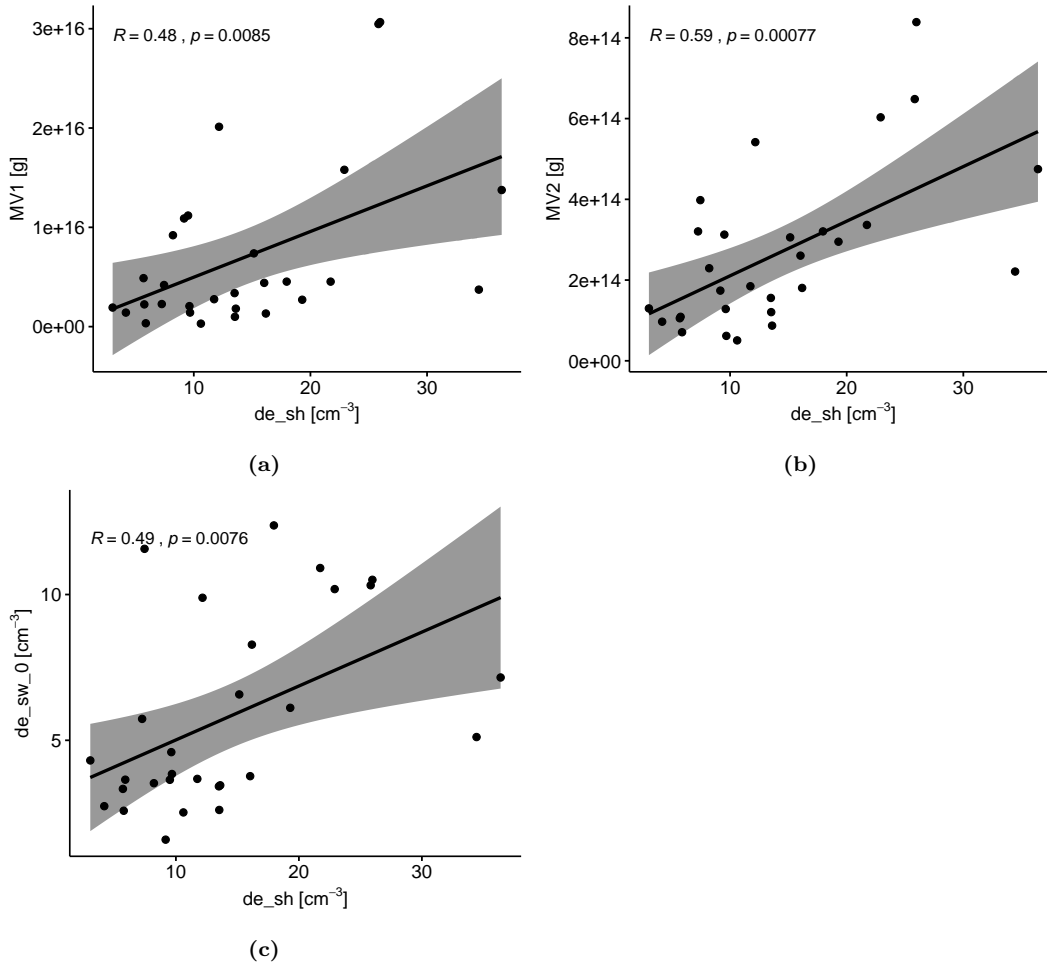 R = 0.48 , p = 0.0085
3e+16
2e+16
1e+16
0e+00
MV1 [g]
10 20 30
de_sh [cm−3]
(a)
R = 0.59 , p = 0.00077
8e+14
6e+14
4e+14
2e+14
0e+00
MV2 [g]
10 20 30
de_sh [cm−3]
(b)
R = 0.49 , p = 0.0076
10
5
de_sw_0 [cm−3]
10 20 30
de_sh [cm−3]
(c)